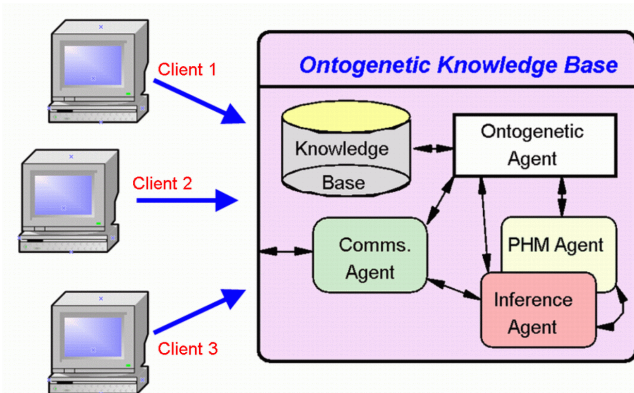 Client 1
Client 2
Client 3
Ontogenetic Knowledge Base
Knowledge
Base
Ontogenetic
Agent
Comms.
Agent
PHM Agent
Inference
Agent